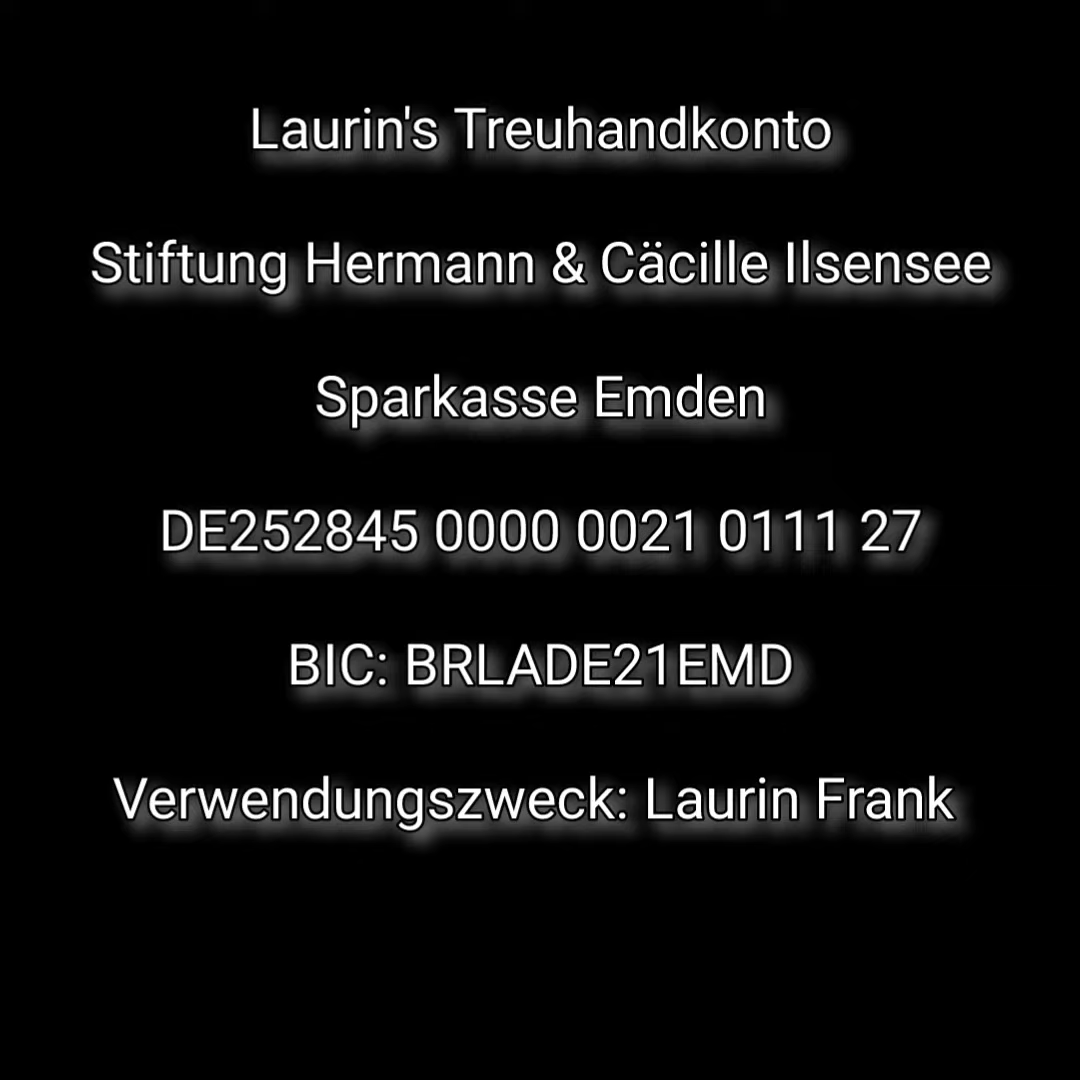 Laurin's Treuhandkonto
Stiftung Hermann & Cäcille Ilsensee
Sparkasse Emden
DE252845 0000 0021 0111 27
BIC: BRLADE21EMD
Verwendungszweck: Laurin Frank